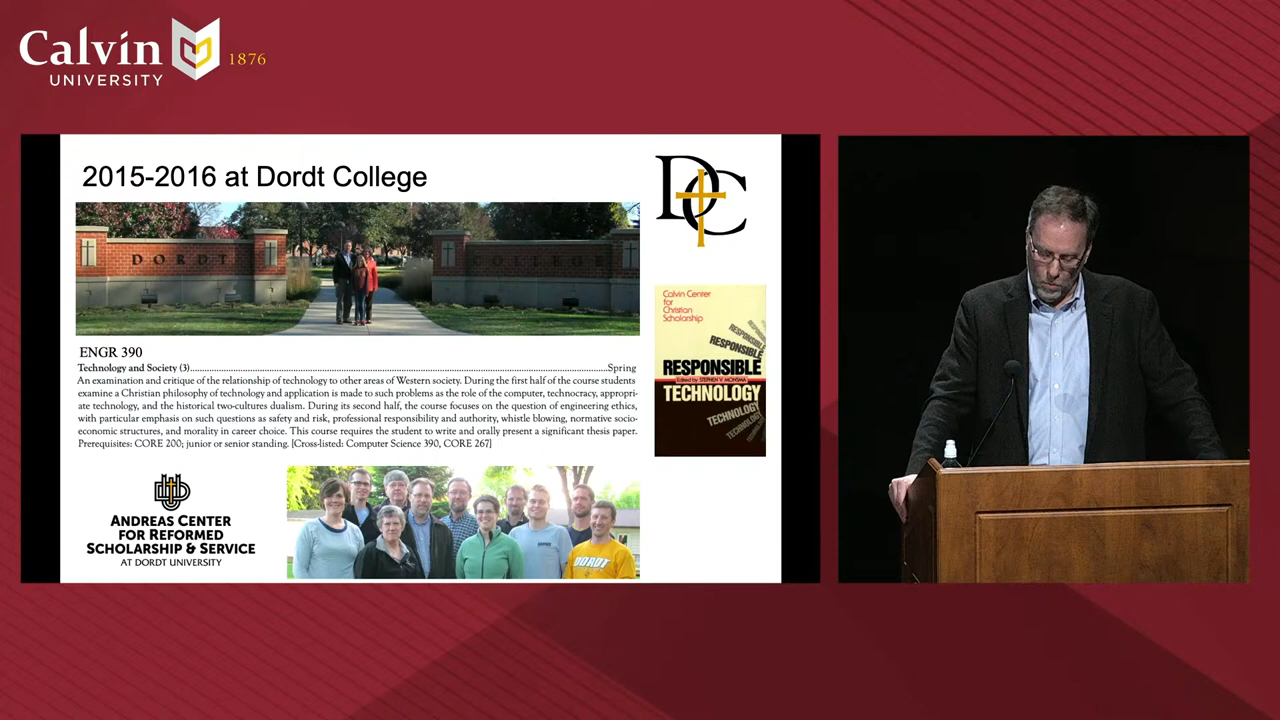 Calvin
UNIVERSITY
1876
2015-2016 at Dordt College
DORDT
COLLEGE
DC
Calvin Center
for
Christian
Scholarship
RESPONSIBLE
RESPONSIBLE
RESPONSIBLE
RESPONSIBLE
Edited by STEPHEN V. MONSMA
TECHNOLOGY
TECHNOLOGY
TECHNOLOGY
TECHNOLOGY
ENGR 390
Technology and Society (3)......Spring
An examination and critique of the relationship of technology to other areas of Western society. During the first half of the course students
examine a Christian philosophy of technology and application is made to such problems as the role of the computer, technocracy, appropri-
ate technology, and the historical two-cultures dualism. During its second half, the course focuses on the question of engineering ethics,
with particular emphasis on such questions as safety and risk, professional responsibility and authority, whistle blowing, normative socio-
economic structures, and morality in career choice. This course requires the student to write and orally present a significant thesis paper.
Prerequisites: CORE 200; junior or senior standing. [Cross-listed: Computer Science 390, CORE 267]
ANDREAS CENTER
FOR REFORMED
SCHOLARSHIP & SERVICE
AT DORDT UNIVERSITY
DORDT